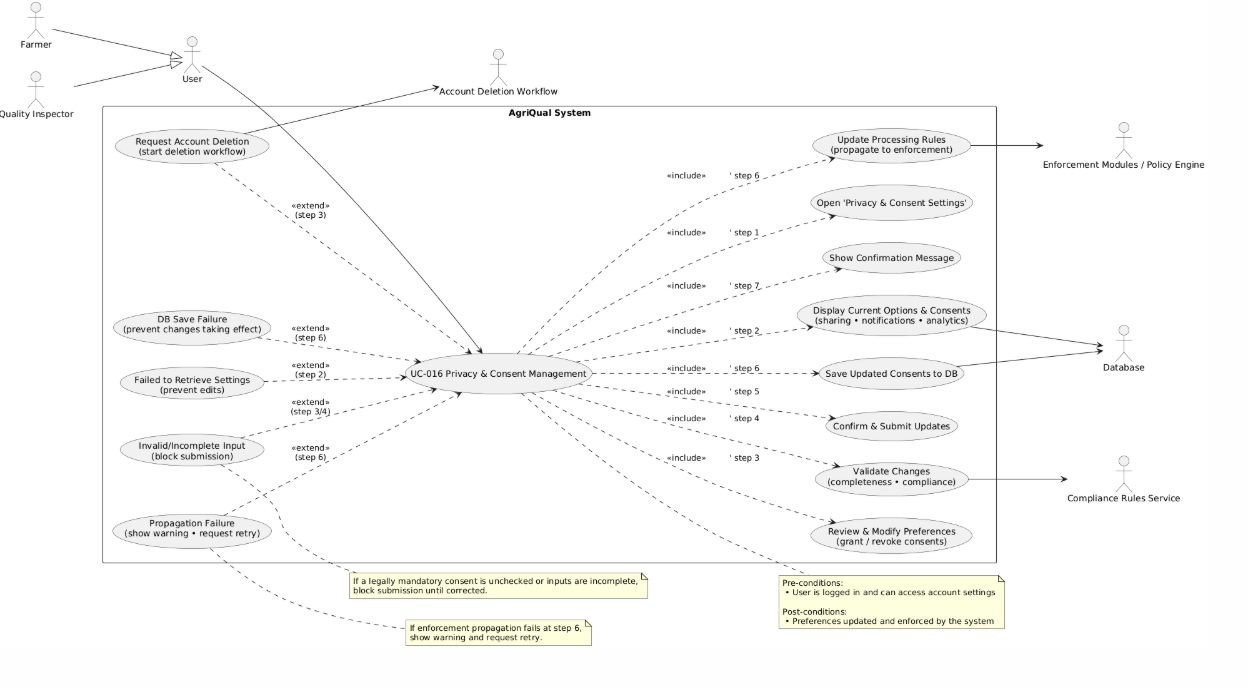 Farmer
User
Quality Inspector
Account Deletion Workflow
AgriQual System
Request Account Deletion
(start deletion workflow)
Update Processing Rules
(propagate to enforcement)
Enforcement Modules / Policy Engine
«include» ' step 6
Open 'Privacy & Consent Settings'
«extend»
(step 3)
«include» ' step 1
Show Confirmation Message
«include» ' step 7
Display Current Options & Consents
(sharing • notifications • analytics)
DB Save Failure
(prevent changes taking effect)
«extend»
(step 6)
«include» ' step 2
Database
Failed to Retrieve Settings
(prevent edits)
«extend»
(step 2)
UC-016 Privacy & Consent Management
«include» ' step 6
Save Updated Consents to DB
«include» ' step 5
«extend»
(step 3/4)
«include» ' step 4
Confirm & Submit Updates
Invalid/Incomplete Input
(block submission)
«extend»
(step 6)
«include» ' step 3
Validate Changes
(completeness • compliance)
Compliance Rules Service
Propagation Failure
(show warning • request retry)
Review & Modify Preferences
(grant / revoke consents)
If a legally mandatory consent is unchecked or inputs are incomplete,
block submission until corrected.
Pre-conditions:
• User is logged in and can access account settings
Post-conditions:
• Preferences updated and enforced by the system
If enforcement propagation fails at step 6,
show warning and request retry.